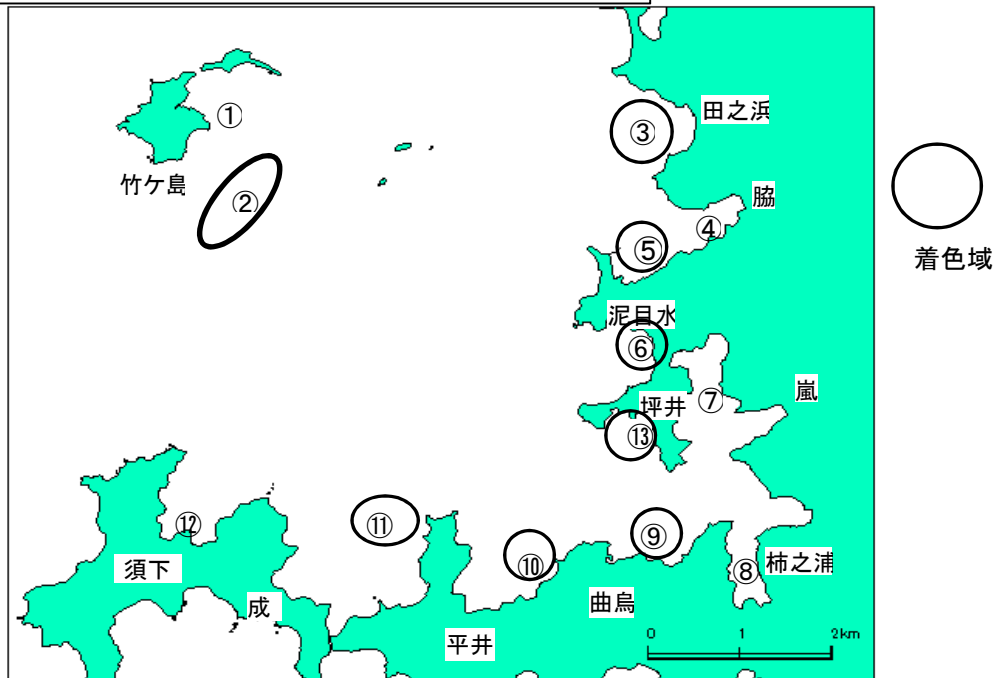 ①
竹ケ島
②
③
田之浜
脇
④
⑤
着色域
泥目水
⑥
嵐
⑦
坪井
⑬
⑪
⑫
⑨
⑩
須下
⑧
柿之浦
成
曲烏
平井
0 1 2km